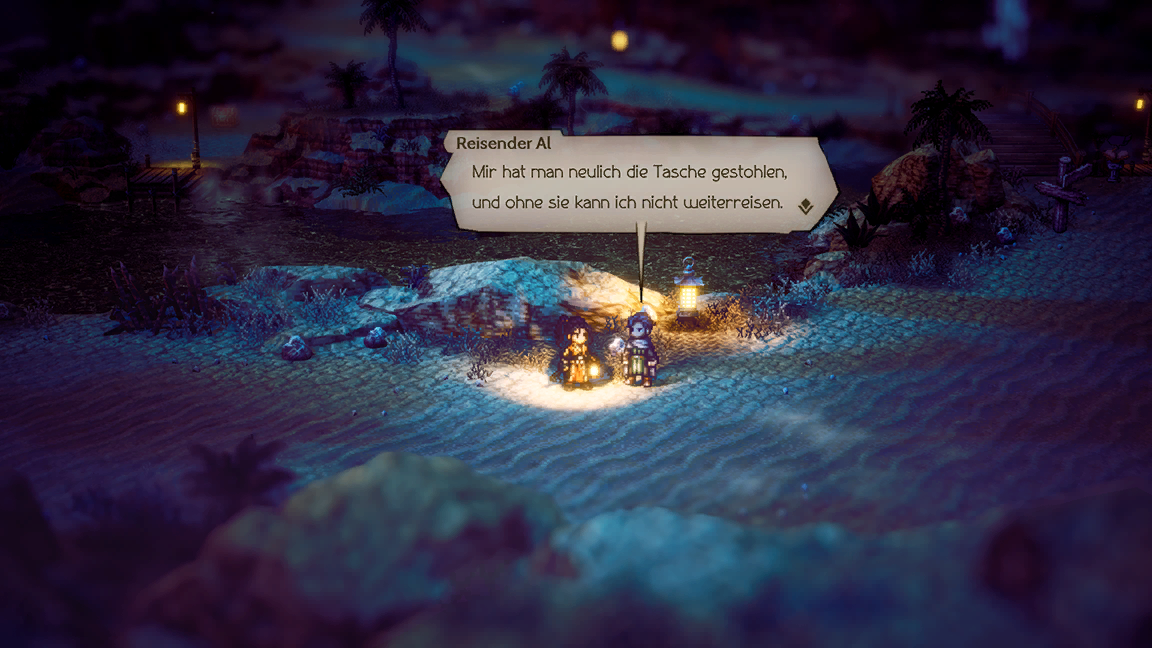 Reisender Al
Mir hat man neulich die Tasche gestohlen,
und ohne sie kann ich nicht weiterreisen.